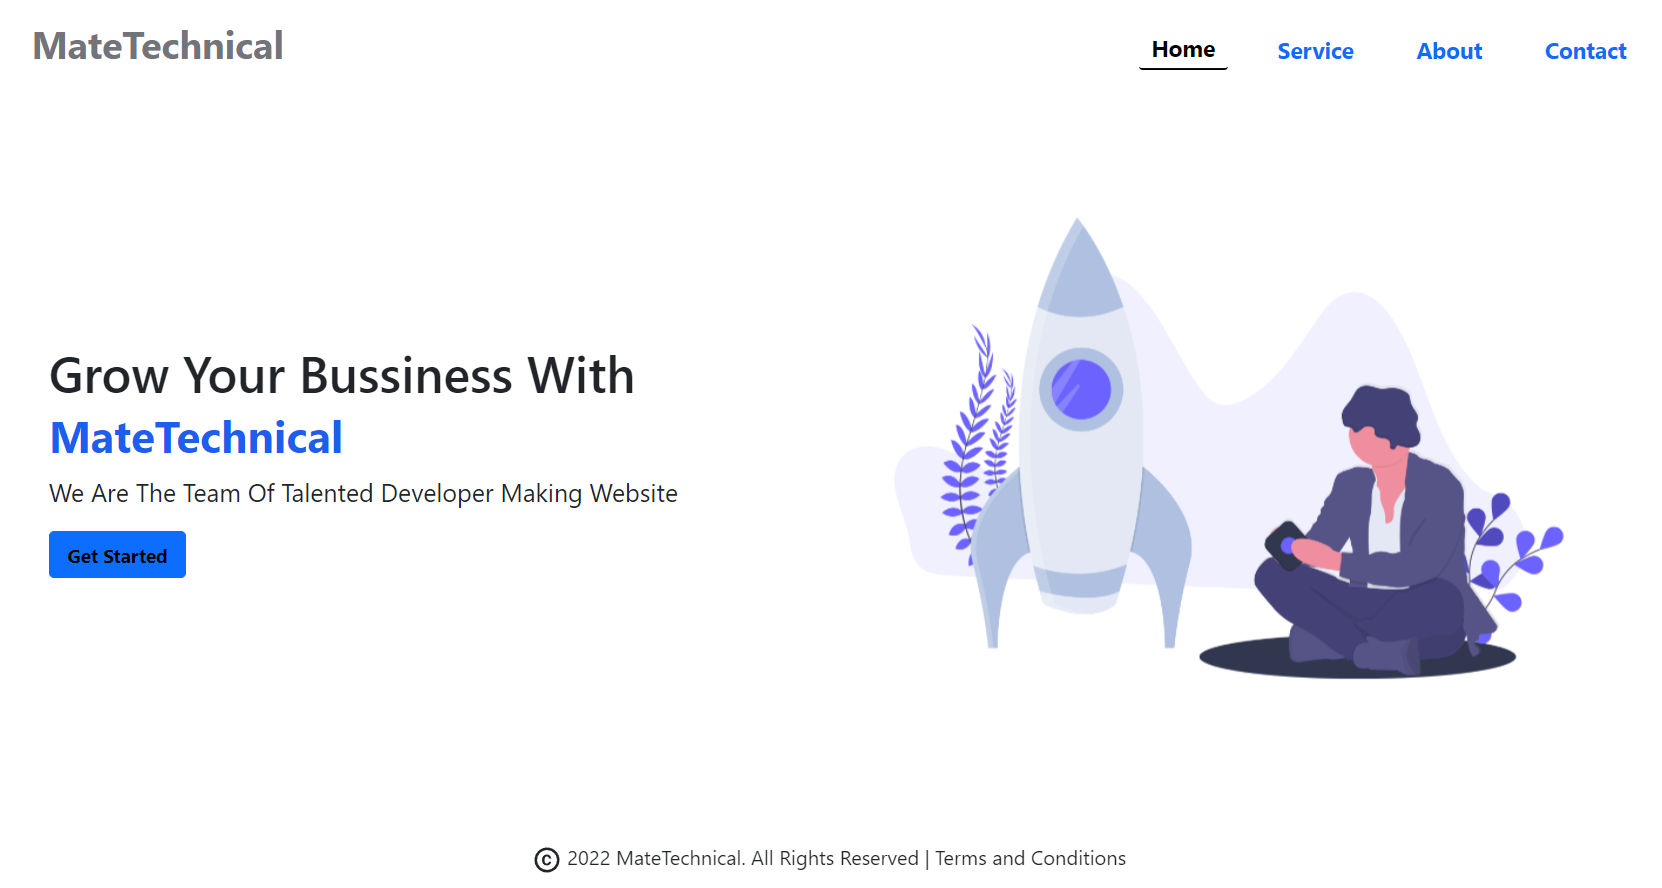 MateTechnical
Home Service About Contact
Grow Your Bussiness With
MateTechnical
We Are The Team Of Talented Developer Making Website
Get Started
© 2022 MateTechnical. All Rights Reserved | Terms and Conditions